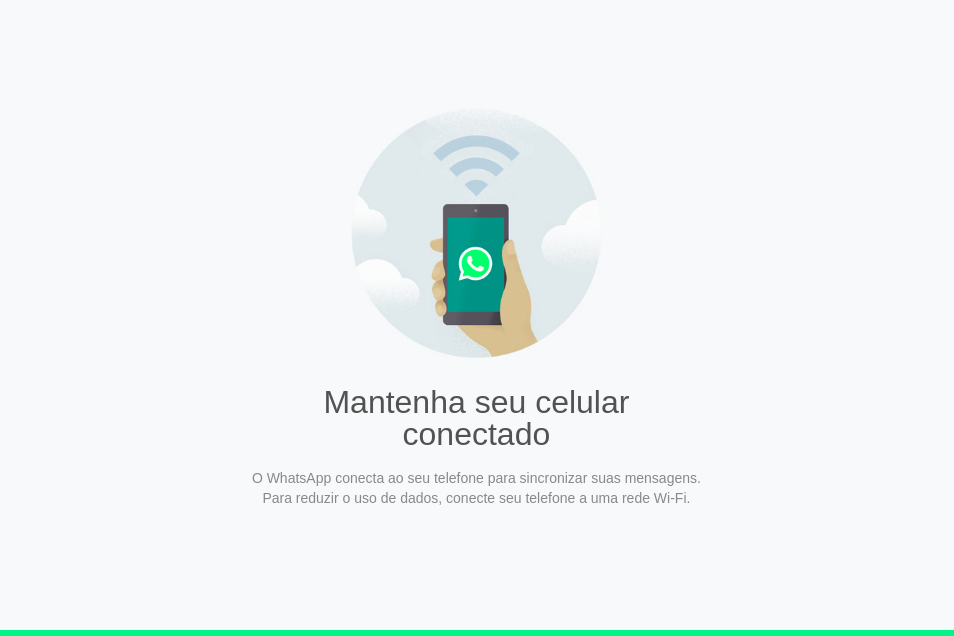 Mantenha seu celular
conectado
O WhatsApp conecta ao seu telefone para sincronizar suas mensagens.
Para reduzir o uso de dados, conecte seu telefone a uma rede Wi-Fi.